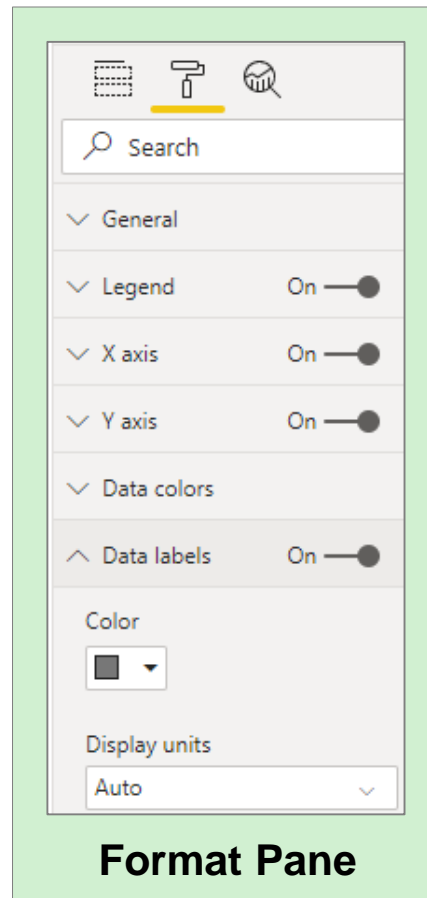 Search
General
Legend On
X axis On
Y axis On
Data colors
Data labels On
Color
Display units
Auto
Format Pane